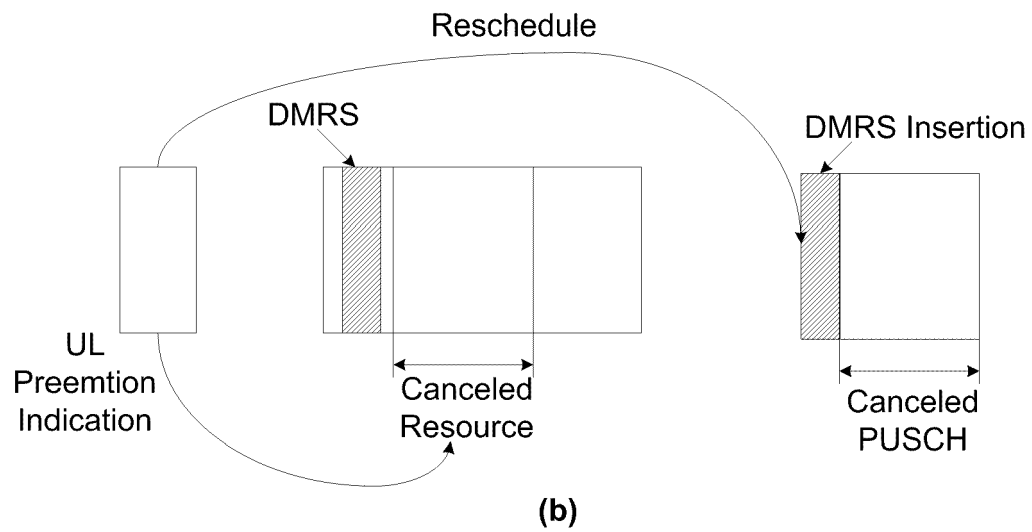 Reschedule
DMRS
DMRS Insertion
UL
Preemtion
Indication
Canceled
Resource
Canceled
PUSCH
(b)